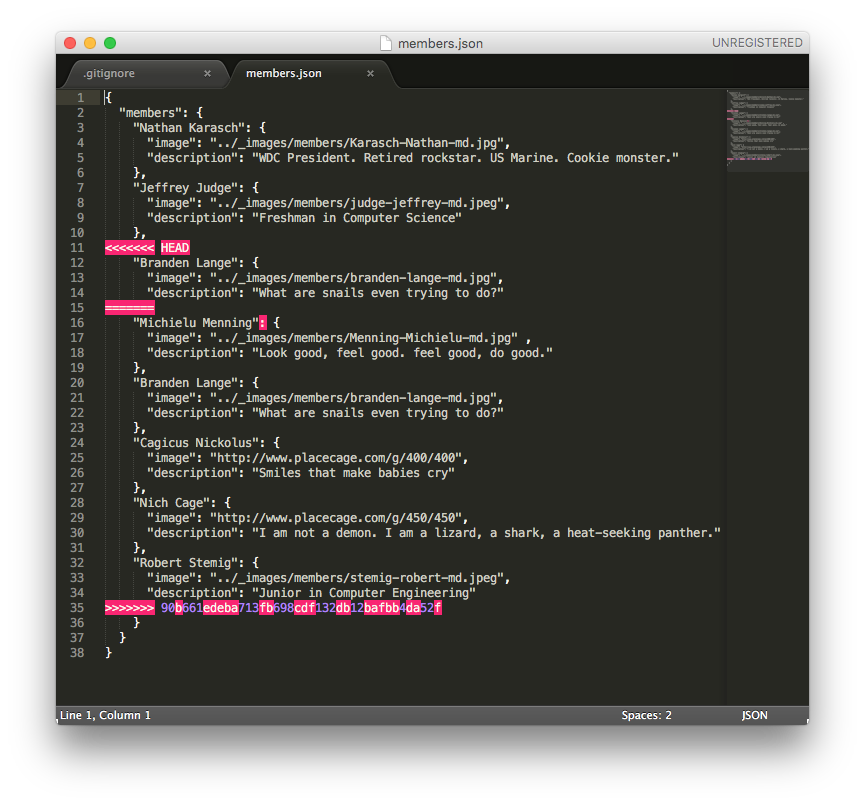 members.json
UNREGISTERED
.gitignore ×
members.json ×
1 {
2   "members": {
3     "Nathan Karasch": {
4       "image": "../_images/members/Karasch-Nathan-md.jpg",
5       "description": "WDC President. Retired rockstar. US Marine. Cookie monster."
6     },
7     "Jeffrey Judge": {
8       "image": "../_images/members/judge-jeffrey-md.jpeg",
9       "description": "Freshman in Computer Science"
10     },
11 <<<<<<< HEAD
12     "Branden Lange": {
13       "image": "../_images/members/branden-lange-md.jpg",
14       "description": "What are snails even trying to do?"
15 =======
16     "Michielu Menning": {
17       "image": "../_images/members/Menning-Michielu-md.jpg" ,
18       "description": "Look good, feel good. feel good, do good."
19     },
20     "Branden Lange": {
21       "image": "../_images/members/branden-lange-md.jpg",
22       "description": "What are snails even trying to do?"
23     },
24     "Cagicus Nickolus": {
25       "image": "http://www.placecage.com/g/400/400",
26       "description": "Smiles that make babies cry"
27     },
28     "Nich Cage": {
29       "image": "http://www.placecage.com/g/450/450",
30       "description": "I am not a demon. I am a lizard, a shark, a heat-seeking panther."
31     },
32     "Robert Stemig": {
33       "image": "../_images/members/stemig-robert-md.jpeg",
34       "description": "Junior in Computer Engineering"
35 >>>>>>> 90b661edeba713fb698cdf132db12bafbb4da52f
36     }
37   }
38 }
Line 1, Column 1
Spaces: 2
JSON